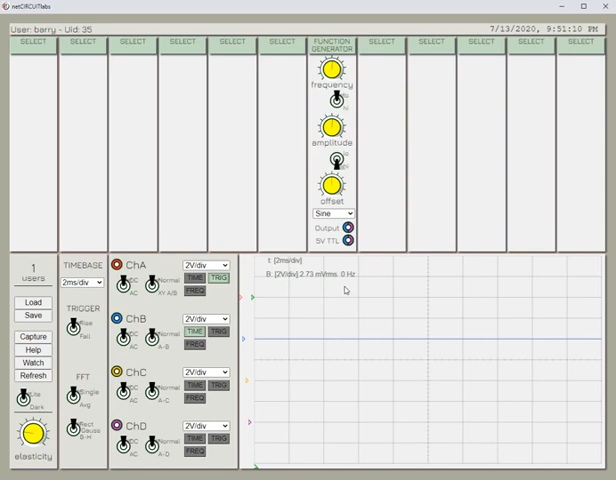 netCIRCUITlabs
User: barry - Uid: 35
7/13/2020, 9:51:10 PM
SELECT
SELECT
SELECT
SELECT
SELECT
SELECT
FUNCTION
GENERATOR
SELECT
SELECT
SELECT
SELECT
SELECT
frequency
amplitude
offset
Sine
Output
5V TTL
1
users
Load
Save
Capture
Help
Watch
Refresh
Lite
Dark
elasticity
TIMEBASE
2ms/div
TRIGGER
Rise
Fall
FFT
Single
Avg
Rect
Gauss
B-H
ChA
2V/div
DC
AC
Normal
XY A/B
TIME
TRIG
FREQ
ChB
2V/div
DC
AC
Normal
A-B
TIME
TRIG
FREQ
ChC
2V/div
DC
AC
Normal
A-C
TIME
TRIG
FREQ
ChD
2V/div
DC
AC
Normal
A-D
TIME
TRIG
FREQ
t: [2ms/div]
B: [2V/div] 2.73 mVrms 0 Hz